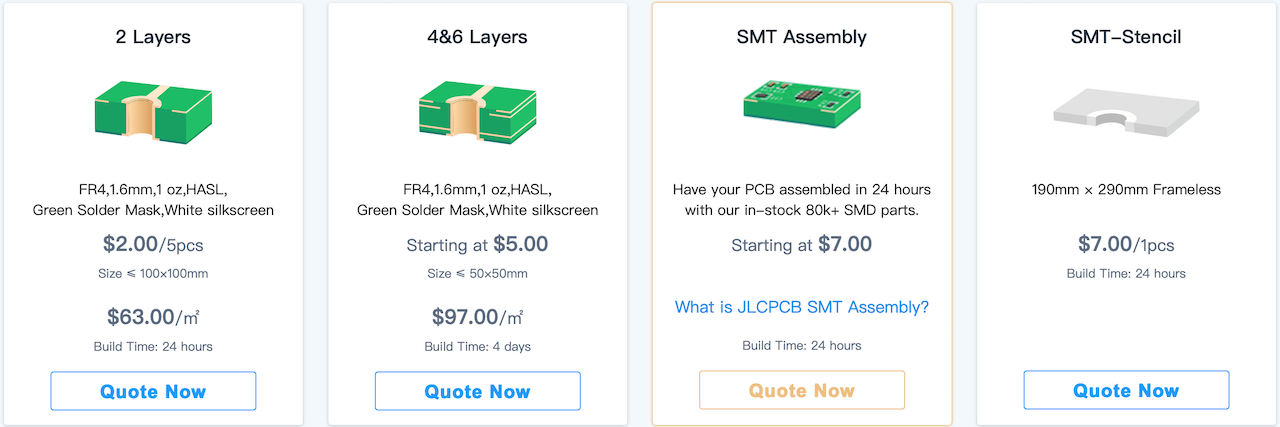 2 Layers
FR4,1.6mm,1 oz,HASL,
Green Solder Mask,White silkscreen
$2.00/5pcs
Size ≤ 100×100mm
$63.00/㎡
Build Time: 24 hours
Quote Now
4&6 Layers
FR4,1.6mm,1 oz,HASL,
Green Solder Mask,White silkscreen
Starting at $5.00
Size ≤ 50×50mm
$97.00/㎡
Build Time: 4 days
Quote Now
SMT Assembly
Have your PCB assembled in 24 hours
with our in-stock 80k+ SMD parts.
Starting at $7.00
What is JLCPCB SMT Assembly?
Build Time: 24 hours
Quote Now
SMT-Stencil
190mm × 290mm Frameless
$7.00/1pcs
Build Time: 24 hours
Quote Now